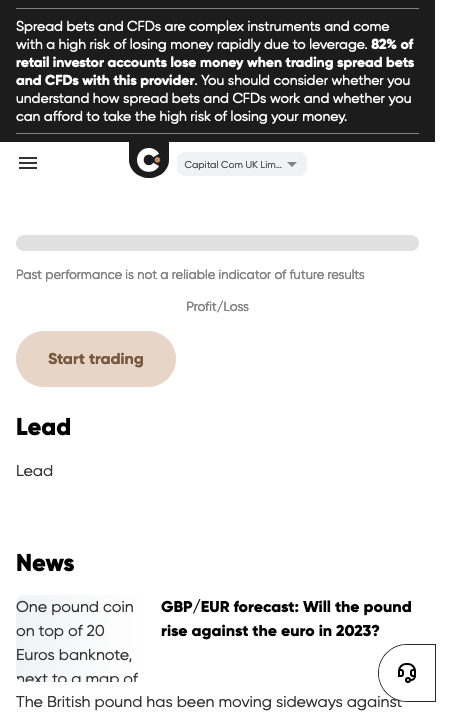 Spread bets and CFDs are complex instruments and come
with a high risk of losing money rapidly due to leverage. 82% of
retail investor accounts lose money when trading spread bets
and CFDs with this provider. You should consider whether you
understand how spread bets and CFDs work and whether you
can afford to take the high risk of losing your money.
Capital Com UK Lim...
Past performance is not a reliable indicator of future results
Profit/Loss
Start trading
Lead
Lead
News
One pound coin
on top of 20
Euros banknote,
next to a map of
GBP/EUR forecast: Will the pound
rise against the euro in 2023?
The British pound has been moving sideways against